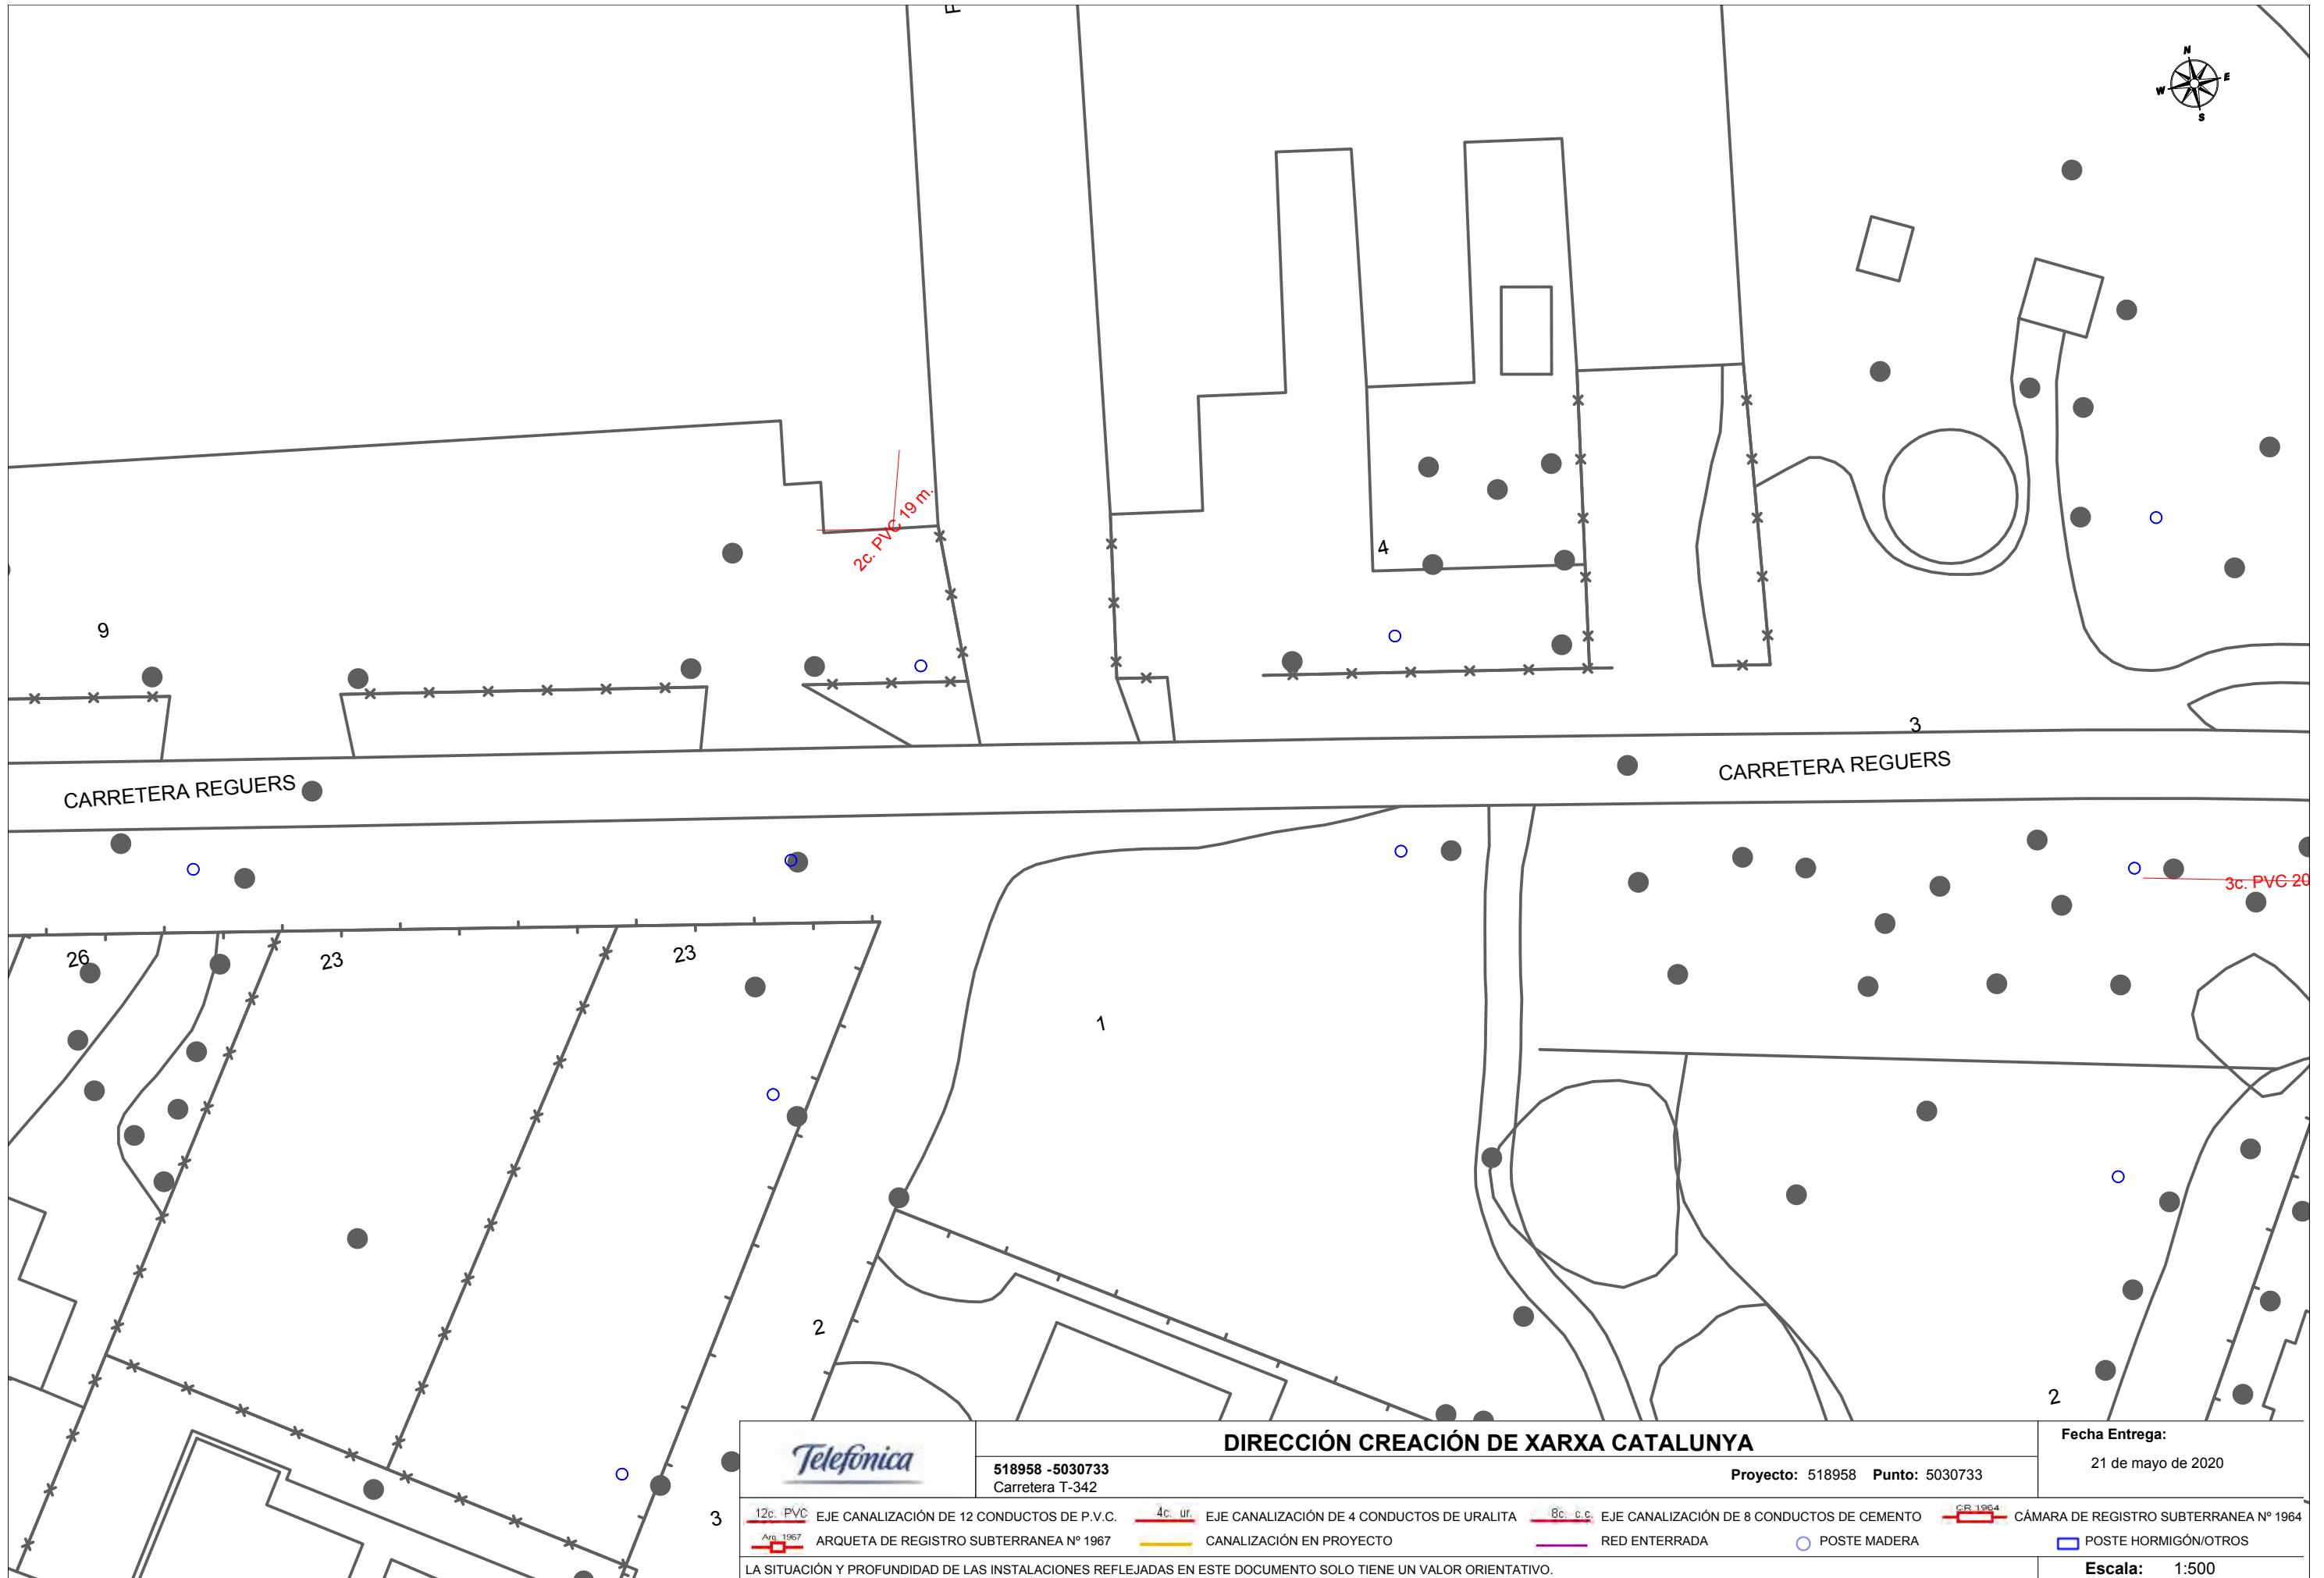 N
W E
S
2c. PVC 19 m.
4
9
3
CARRETERA REGUERS
CARRETERA REGUERS
3c. PVC 20
26
23
23
1
2
2
3
Telefónica
DIRECCIÓN CREACIÓN DE XARXA CATALUNYA
518958 -5030733
Carretera T-342
Proyecto: 518958 Punto: 5030733
Fecha Entrega:
21 de mayo de 2020
12c. PVC EJE CANALIZACIÓN DE 12 CONDUCTOS DE P.V.C. 4c. ur. EJE CANALIZACIÓN DE 4 CONDUCTOS DE URALITA 8c. c.c. EJE CANALIZACIÓN DE 8 CONDUCTOS DE CEMENTO CR 1964 CÁMARA DE REGISTRO SUBTERRANEA Nº 1964
Arq. 1967 ARQUETA DE REGISTRO SUBTERRANEA Nº 1967 CANALIZACIÓN EN PROYECTO RED ENTERRADA POSTE MADERA POSTE HORMIGÓN/OTROS
LA SITUACIÓN Y PROFUNDIDAD DE LAS INSTALACIONES REFLEJADAS EN ESTE DOCUMENTO SOLO TIENE UN VALOR ORIENTATIVO.
Escala: 1:500